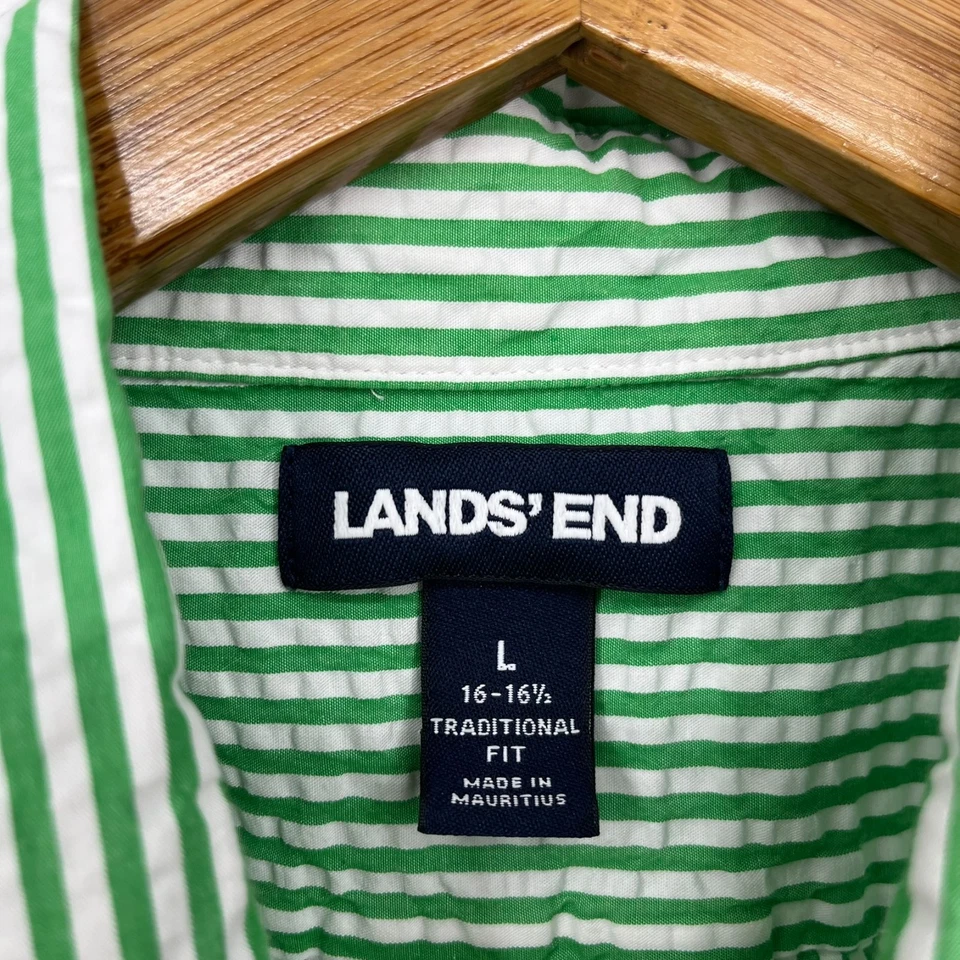 LANDS' END
L
16-16½
TRADITIONAL
FIT
MADE IN
MAURITIUS